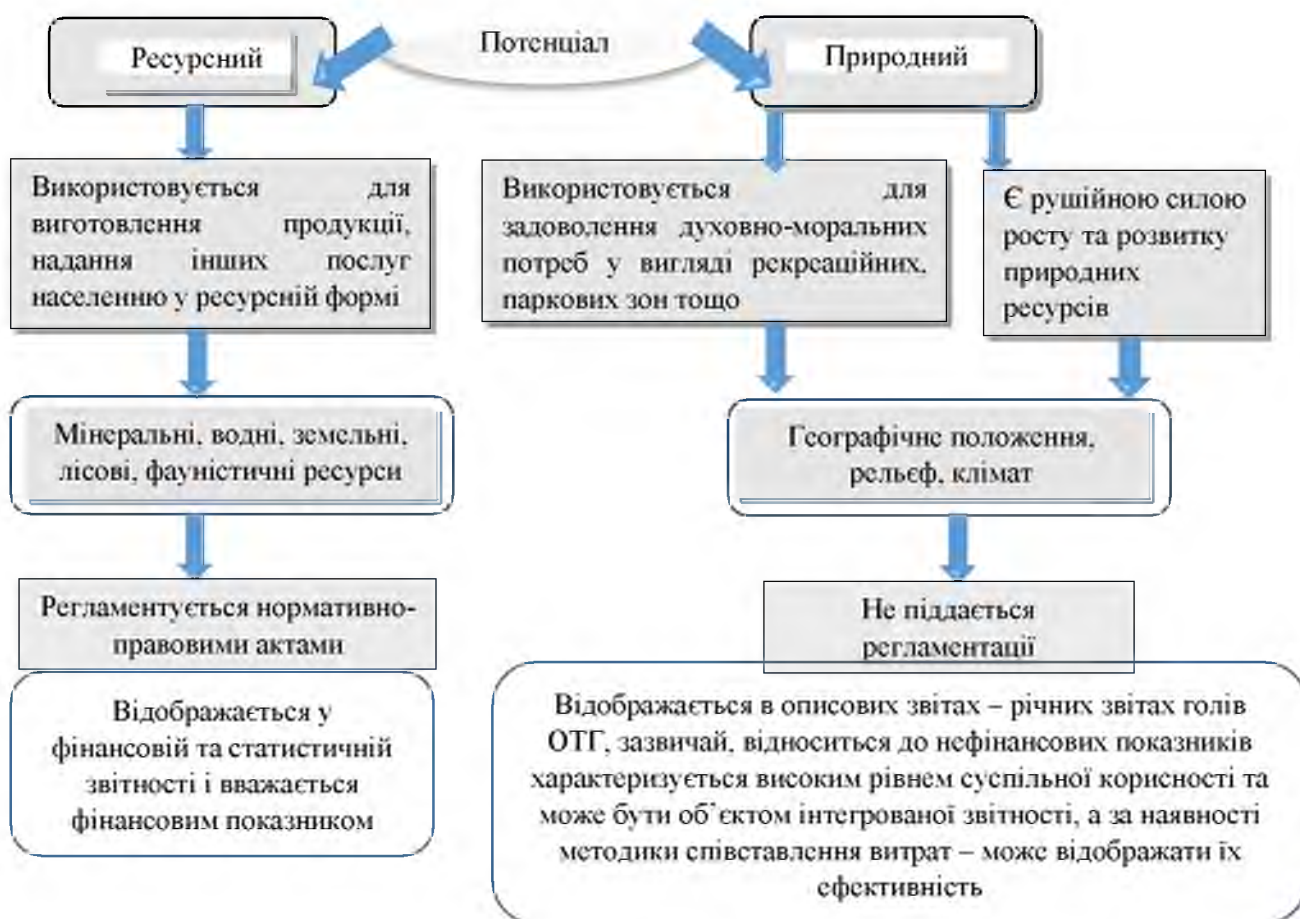 Потенціал
Ресурсний
Природний
Використовується для
виготовлення продукції,
надання інших послуг
населенню у ресурсній формі
Використовується для
задоволення духовно-моральних
потреб у вигляді рекреаційних,
паркових зон тощо
Є рушійною силою
росту та розвитку
природних
ресурсів
Мінеральні, водні, земельні,
лісові, фауністичні ресурси
Географічне положення,
рельєф, клімат
Регламентується нормативно-
правовими актами
Не піддається
регламентації
Відображається у
фінансовій та статистичній
звітності і вважається
фінансовим показником
Відображається в описових звітах – річних звітах голів
ОТГ, зазвичай, відноситься до нефінансових показників
характеризується високим рівнем суспільної корисності та
може бути об`єктом інтегрованої звітності, а за наявності
методики співставлення витрат – може відображати їх
ефективність